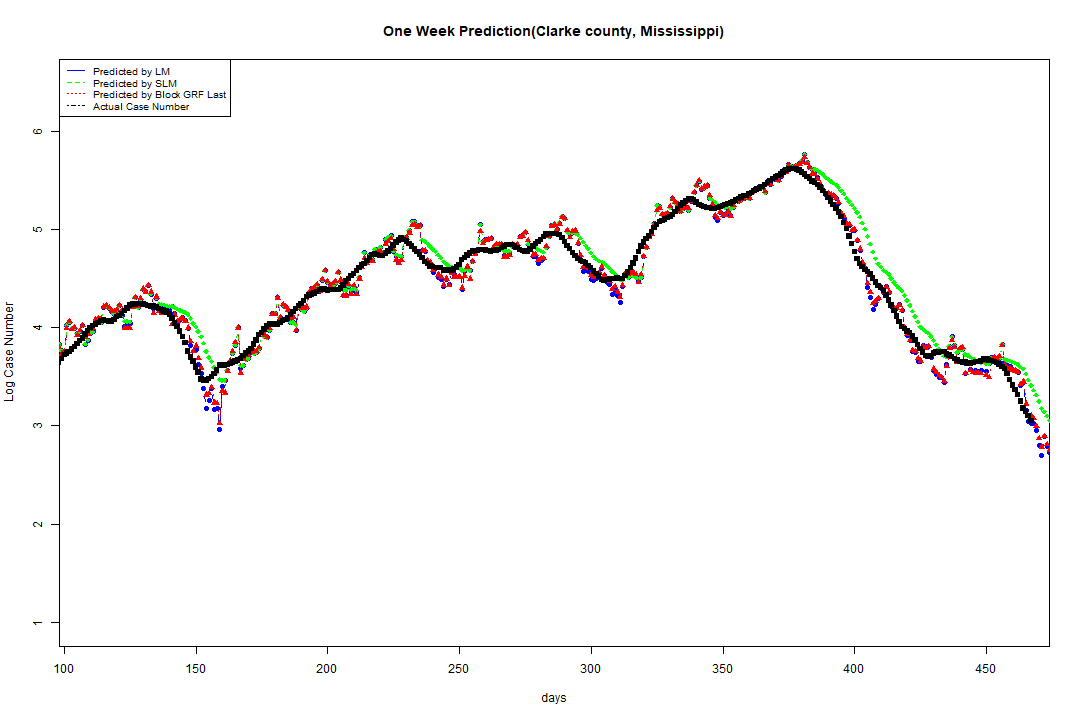 One Week Prediction(Clarke county, Mississippi)
Predicted by LM
Predicted by SLM
Predicted by Block GRF Last
Actual Case Number
6
5
4
3
2
1
Log Case Number
100 150 200 250 300 350 400 450
days